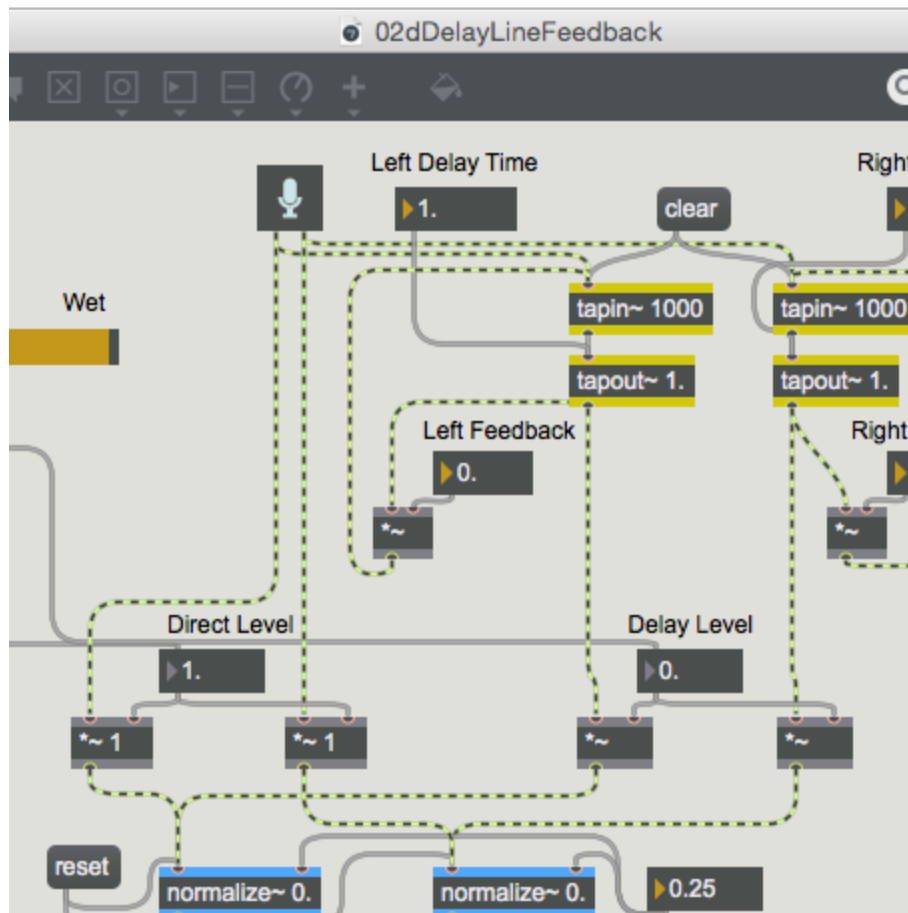 02dDelayLineFeedback
Left Delay Time
Right
1.
clear
Wet
tapin~ 1000
tapin~ 1000
tapout~ 1.
tapout~ 1.
Left Feedback
Right
0.
*~
*~
Direct Level
Delay Level
1.
0.
*~ 1
*~ 1
*~
*~
reset
normalize~ 0.
normalize~ 0.
0.25